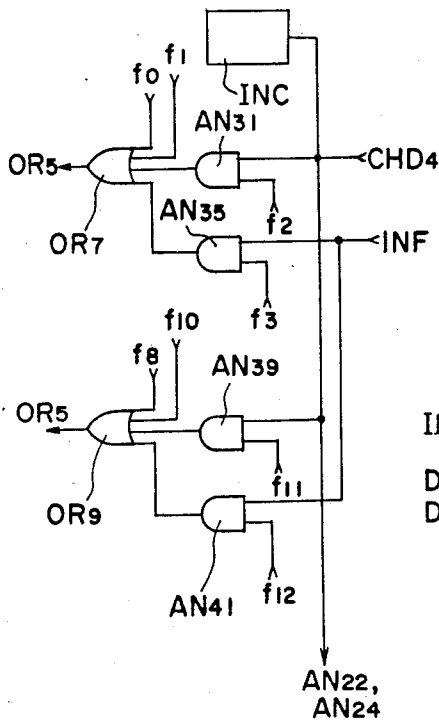 f0
f1
INC
AN31
OR5
CHD4
f2
AN35
INF
OR7
f3
f10
f8
AN39
OR5
f11
OR9
D
D
f12
AN41
AN22,
AN24